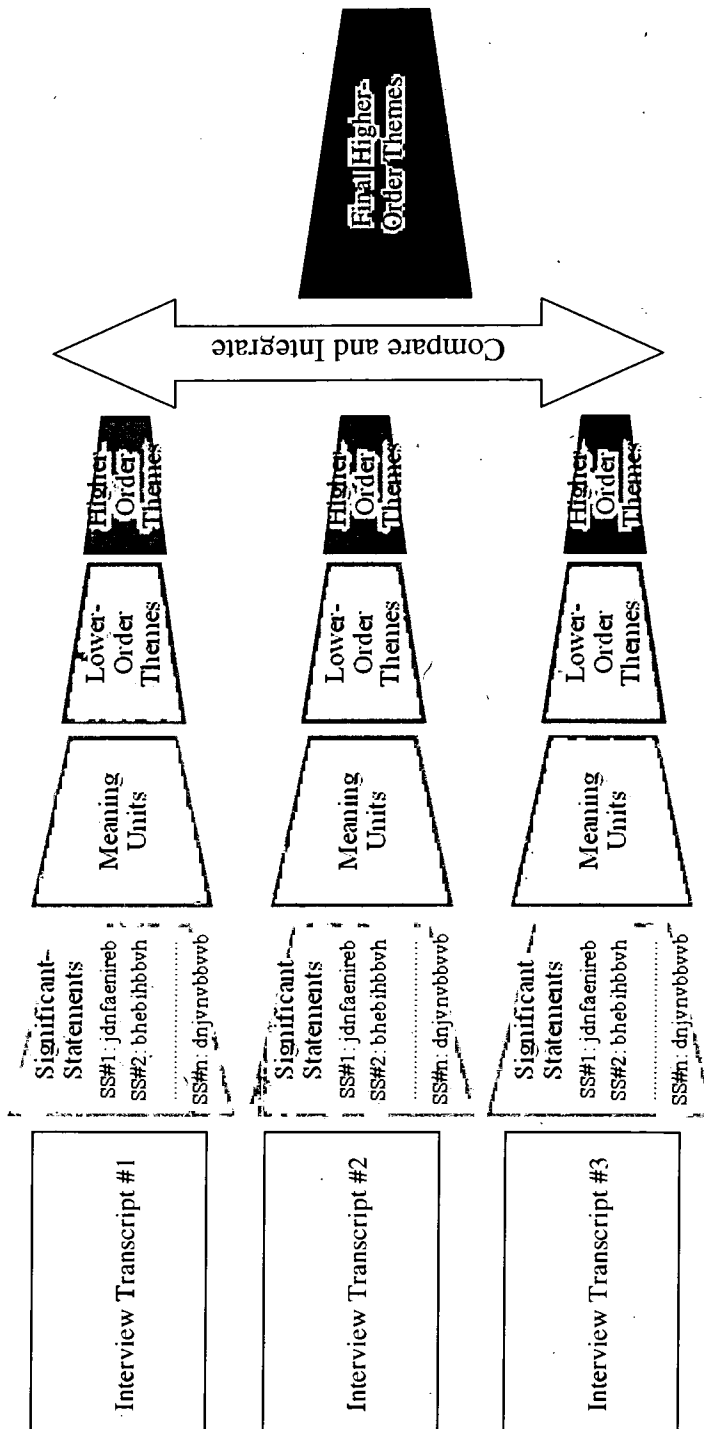 Interview Transcript #1
Significant
Statements
SS#1: jdnfaenireb
SS#2: bhebihbbvh
....................
SS#n: dnjvnvbbvvb
Meaning
Units
Lower-
Order
Themes
Higher-
Order
Themes
Interview Transcript #2
Significant
Statements
SS#1: jdnfaenireb
SS#2: bhebihbbvh
....................
SS#n: dnjvnvbbvvb
Meaning
Units
Lower-
Order
Themes
Higher-
Order
Themes
Interview Transcript #3
Significant
Statements
SS#1: jdnfaenireb
SS#2: bhebihbbvh
....................
SS#n: dnjvnvbbvvb
Meaning
Units
Lower-
Order
Themes
Higher-
Order
Themes
Compare and Integrate
Final Higher-
Order Themes